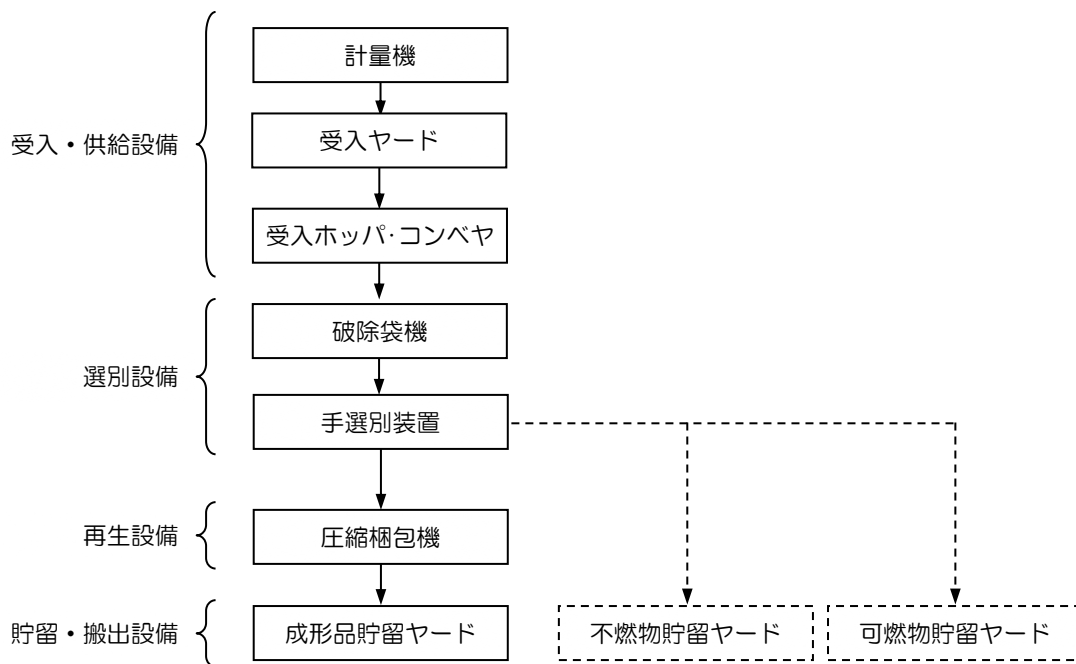 計量機
受入・供給設備
受入ヤード
受入ホッパ・コンベヤ
破除袋機
選別設備
手選別装置
再生設備
圧縮梱包機
貯留・搬出設備
成形品貯留ヤード
不燃物貯留ヤード
可燃物貯留ヤード